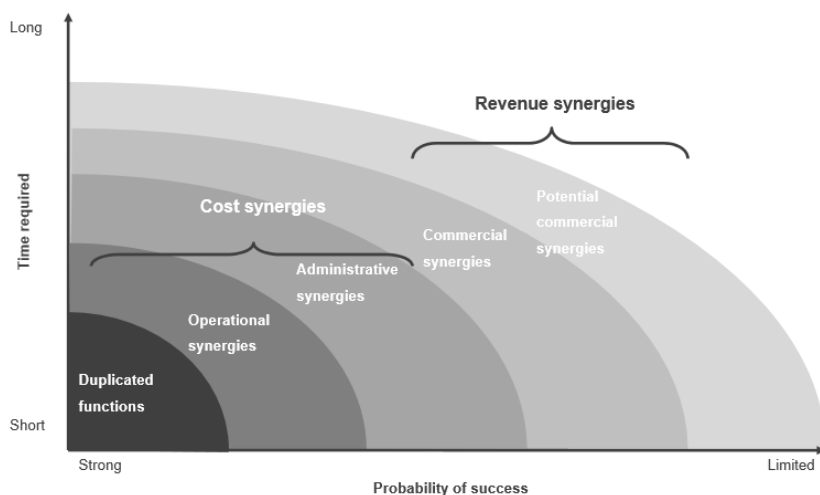 Long
Revenue synergies
Potential
commercial
synergies
Cost synergies
Commercial
synergies
Administrative
synergies
Operational
synergies
Duplicated
functions
Time required
Short
Strong
Limited
Probability of success